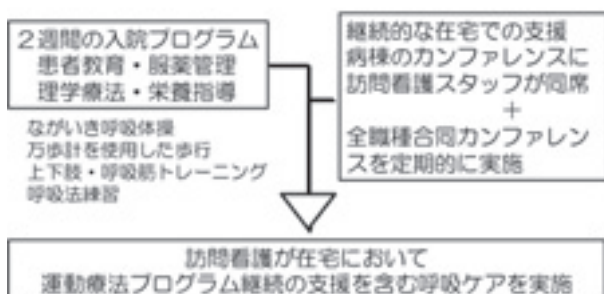 2週間の入院プログラム
患者教育・服薬管理
理学療法・栄養指導
ながいき呼吸体操
万歩計を使用した歩行
上下肢・呼吸筋トレーニング
呼吸法練習
継続的な在宅での支援
病棟のカンファレンスに
訪問看護スタッフが同席
+
全職種合同カンファレン
スを定期的に実施
訪問看護が在宅において
運動療法プログラム継続の支援を含む呼吸ケアを実施